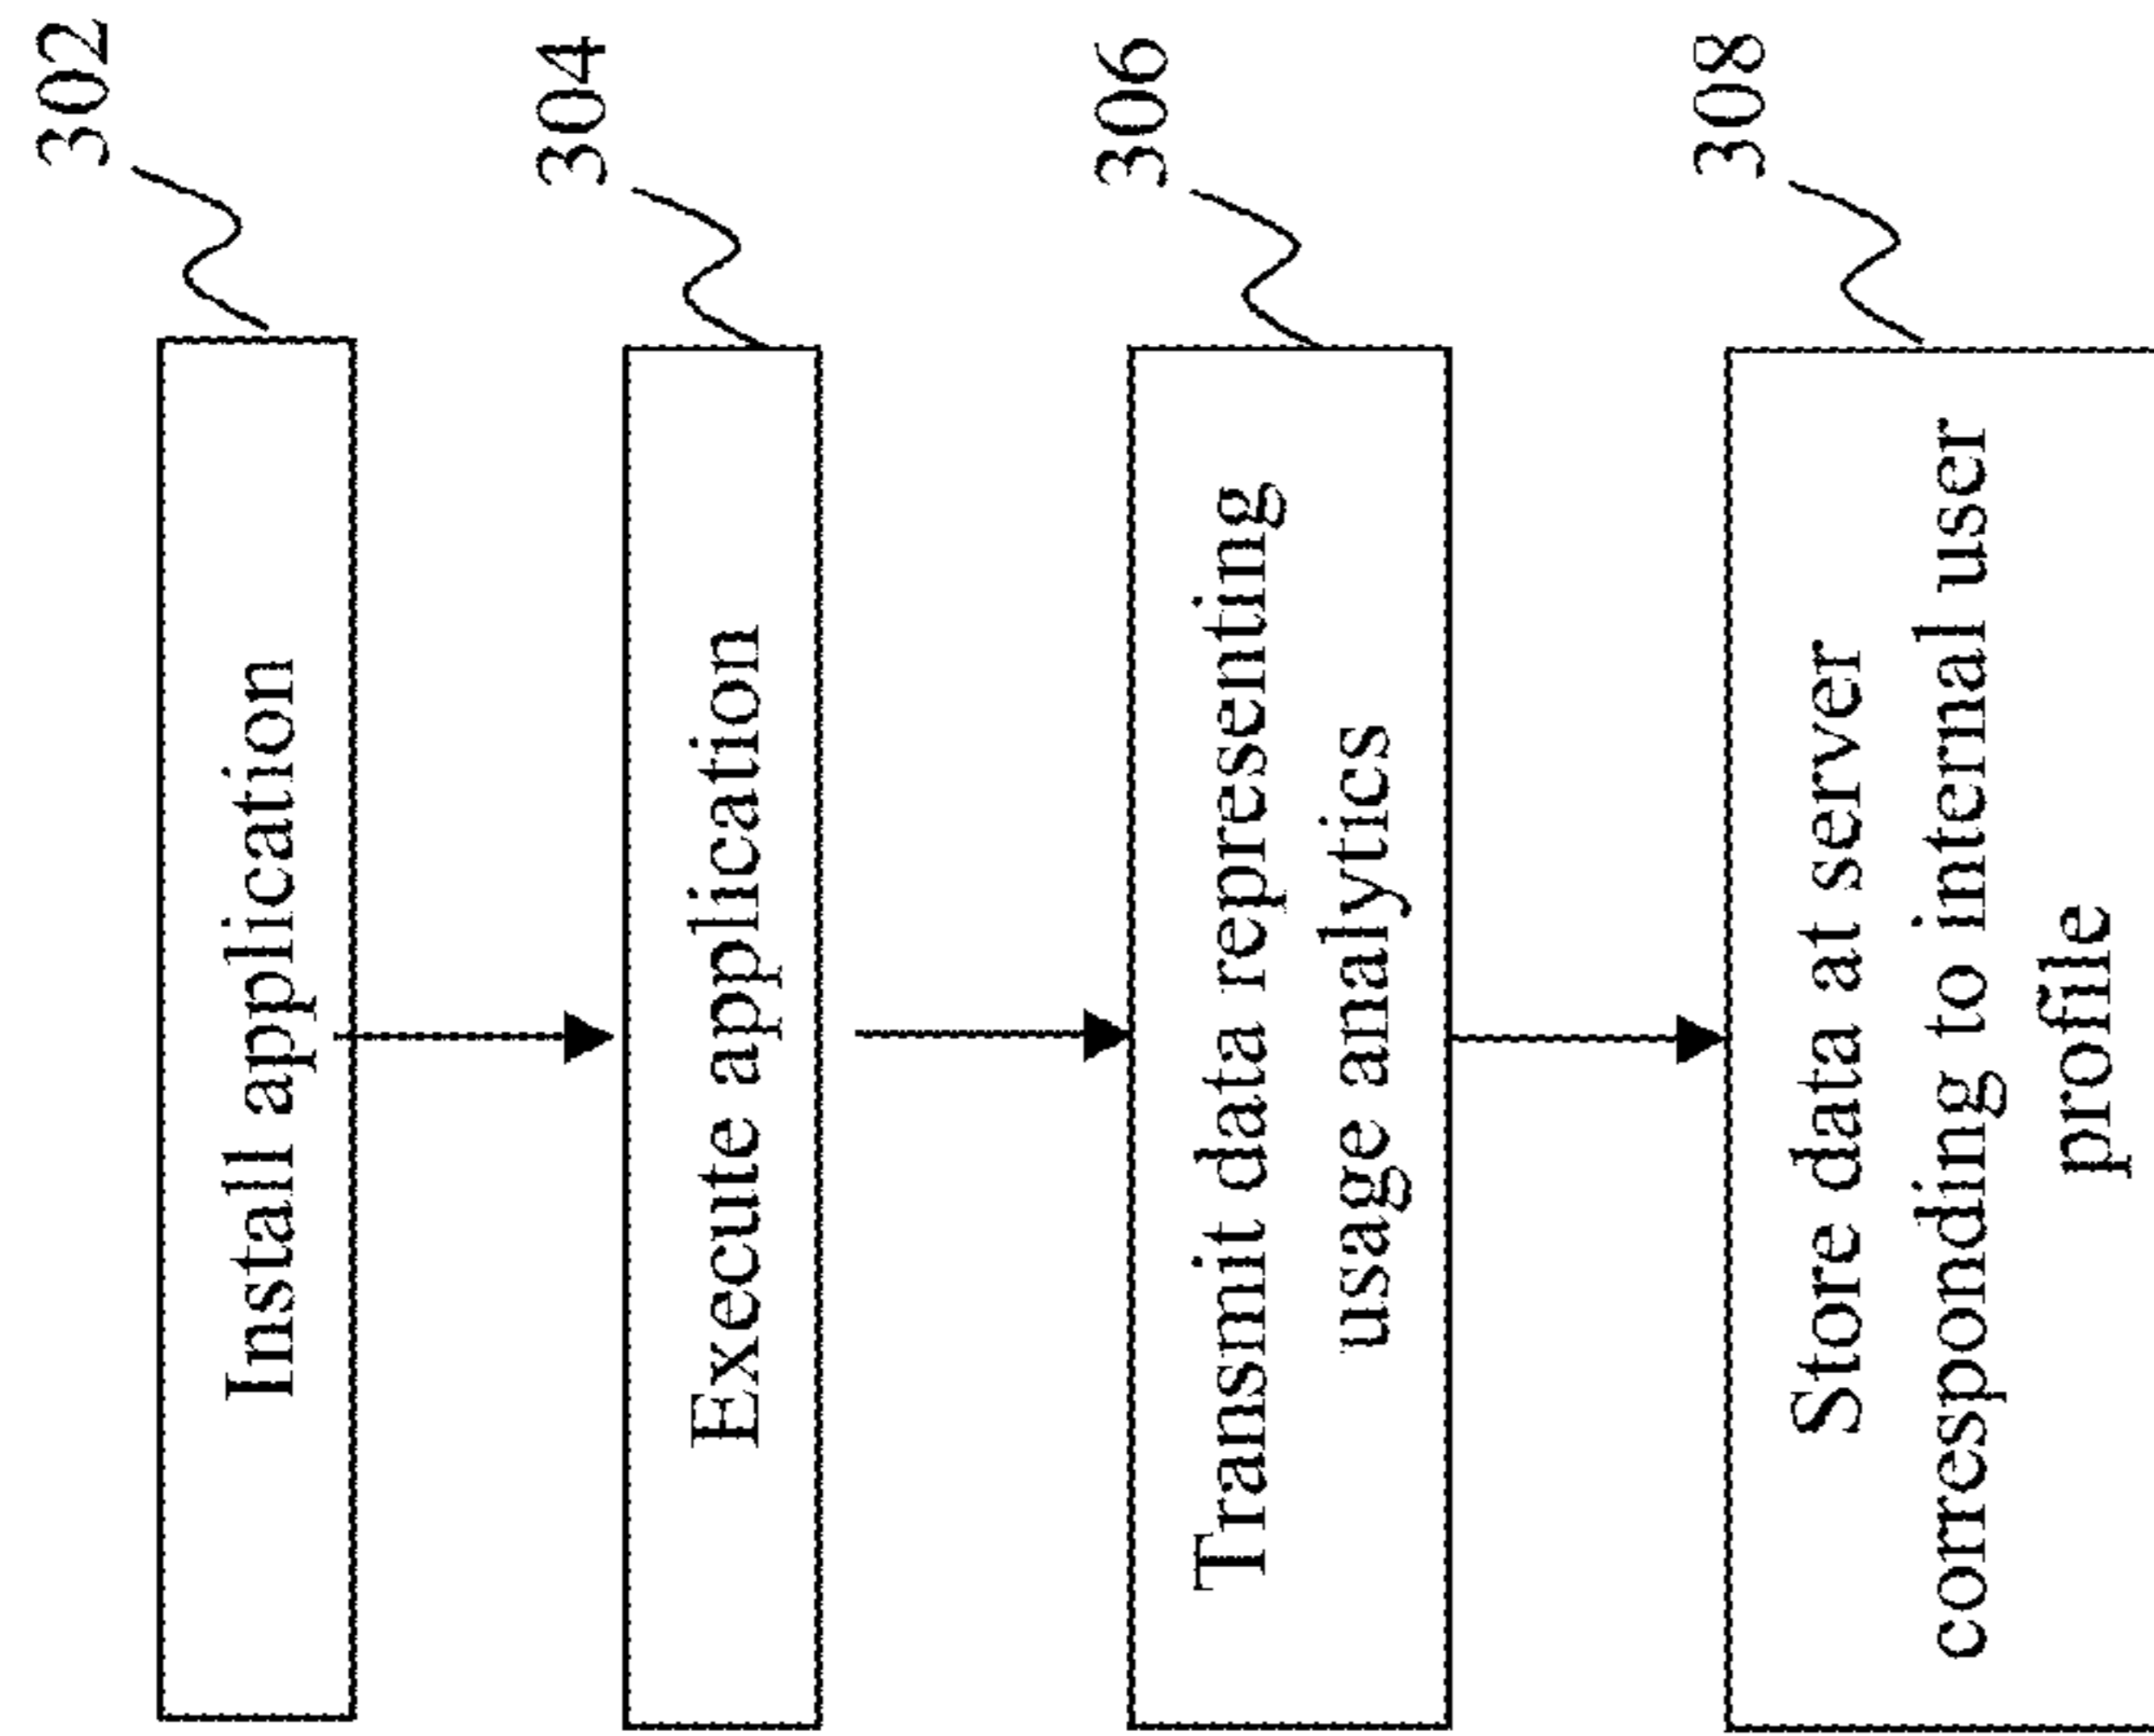 302
Install application
304
Execute application
306
Transmit data representing
usage analytics
308
Store data at server
corresponding to internal user
profile